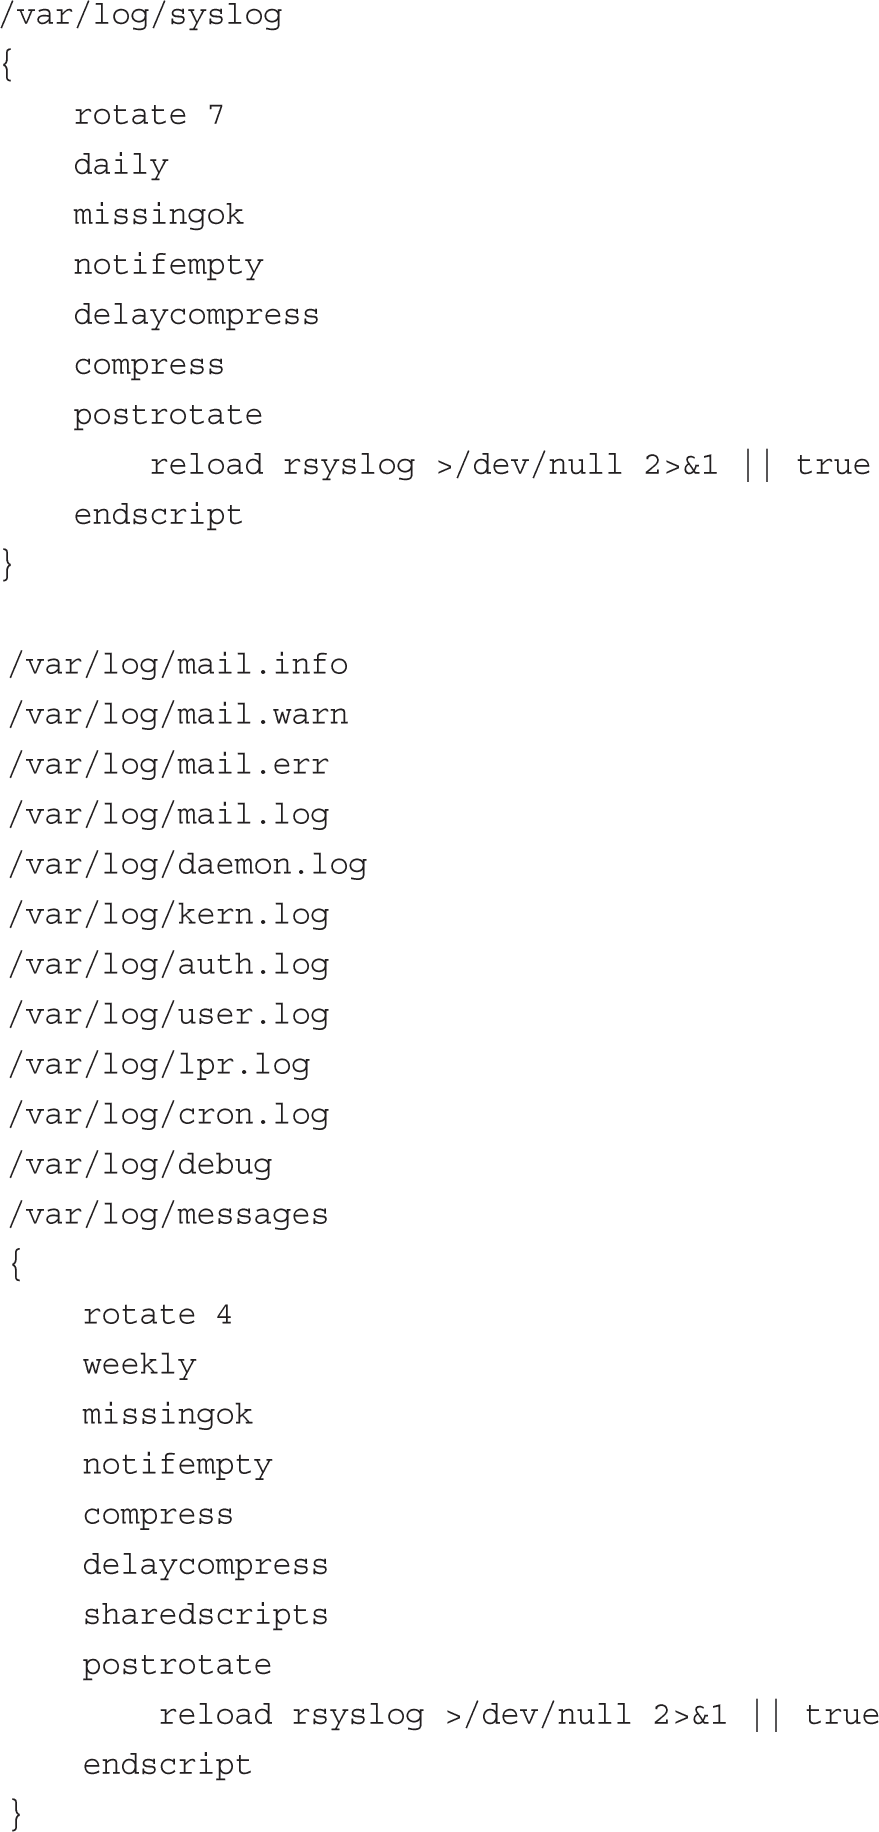 /var/log/syslog
{
    rotate 7
    daily
    missingok
    notifempty
    delaycompress
    compress
    postrotate
        reload rsyslog >/dev/null 2>&1 || true
    endscript
}

/var/log/mail.info
/var/log/mail.warn
/var/log/mail.err
/var/log/mail.log
/var/log/daemon.log
/var/log/kern.log
/var/log/auth.log
/var/log/user.log
/var/log/lpr.log
/var/log/cron.log
/var/log/debug
/var/log/messages
{
    rotate 4
    weekly
    missingok
    notifempty
    compress
    delaycompress
    sharedscripts
    postrotate
        reload rsyslog >/dev/null 2>&1 || true
    endscript
}